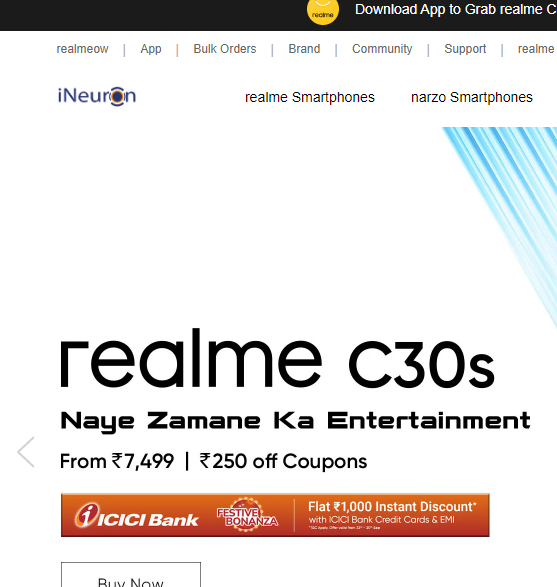 Download App to Grab realme C
realme
realmeow | App | Bulk Orders | Brand | Community | Support | realme
iNeuron
realme Smartphones narzo Smartphones
realme C30s
Naye Zamane Ka Entertainment
From ₹7,499 | ₹250 off Coupons
ICICI Bank
FESTIVE
BONANZA
Flat ₹1,000 Instant Discount*
with ICICI Bank Credit Cards & EMI
Buy Now